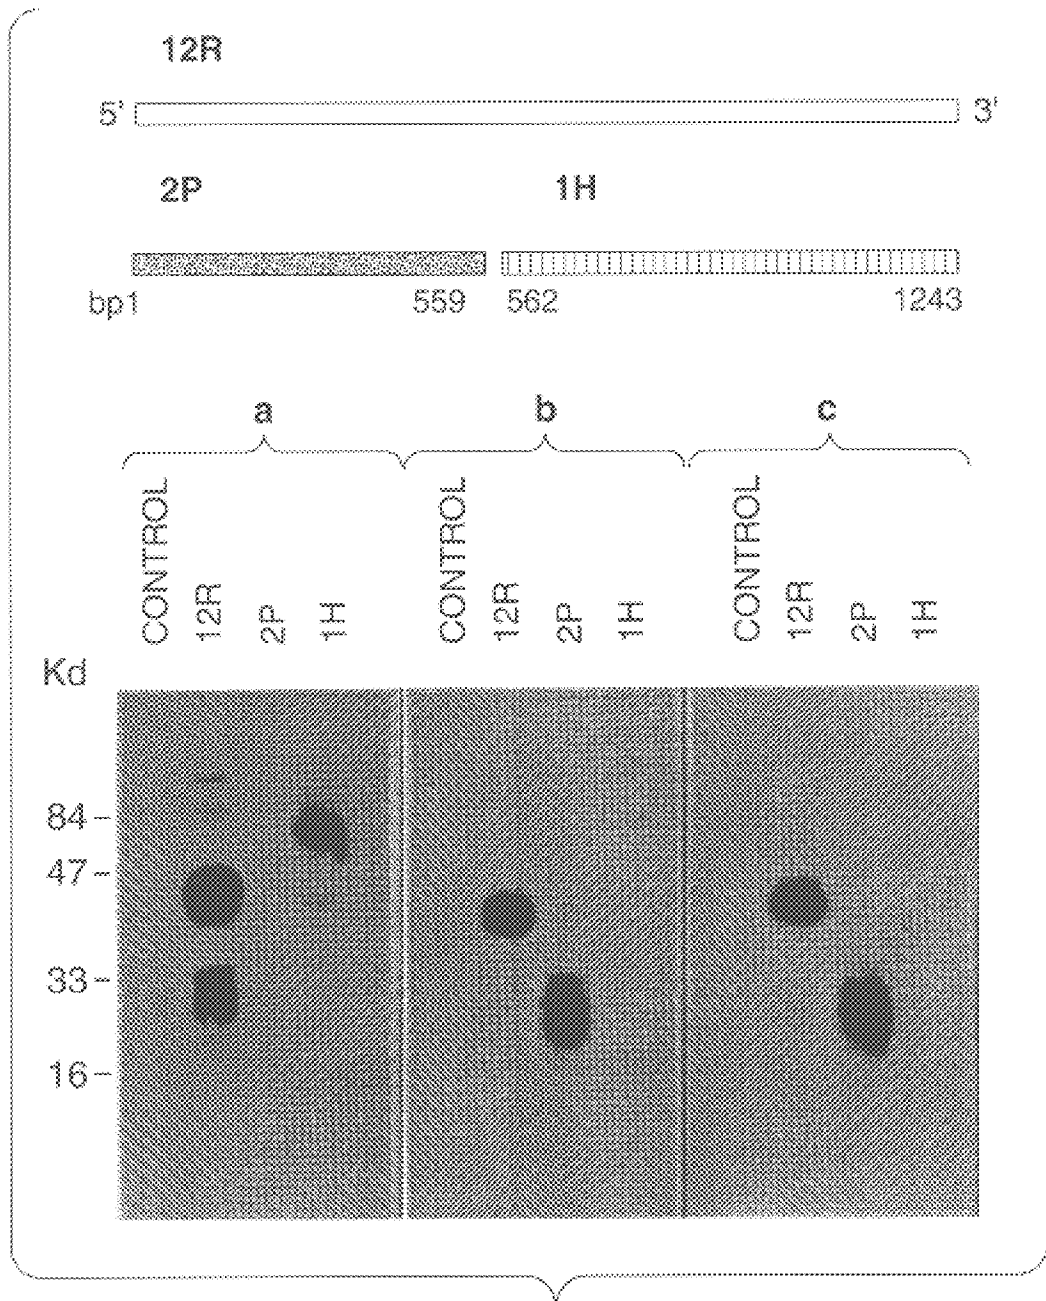 12R
5' 3'
2P 1H
bp1 559 562 1243
a b c
CONTROL 12R 2P 1H CONTROL 12R 2P 1H CONTROL 12R 2P 1H
Kd
84
47
33
16